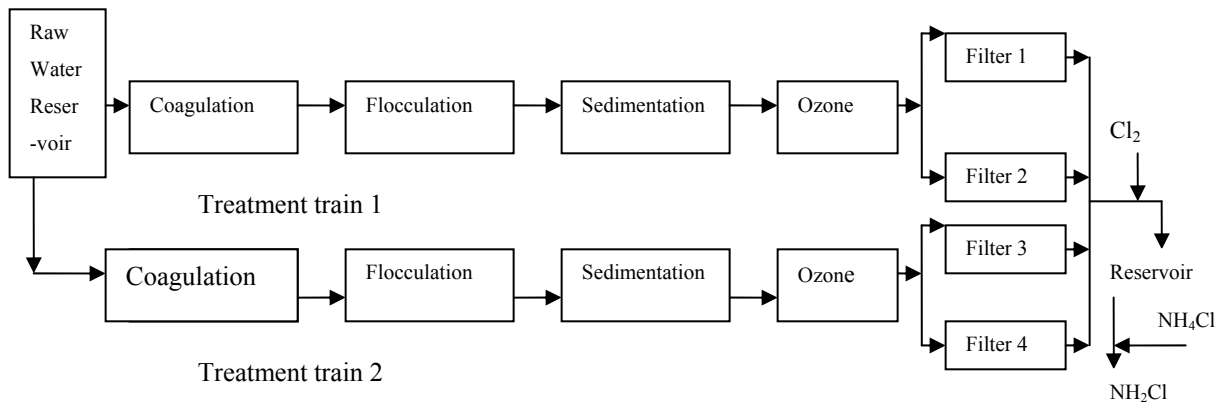 Raw
Water
Reser
-voir
Coagulation
Flocculation
Sedimentation
Ozone
Filter 1
Filter 2
Cl₂
Treatment train 1
Coagulation
Flocculation
Sedimentation
Ozone
Filter 3
Filter 4
Reservoir
NH₄Cl
NH₂Cl
Treatment train 2